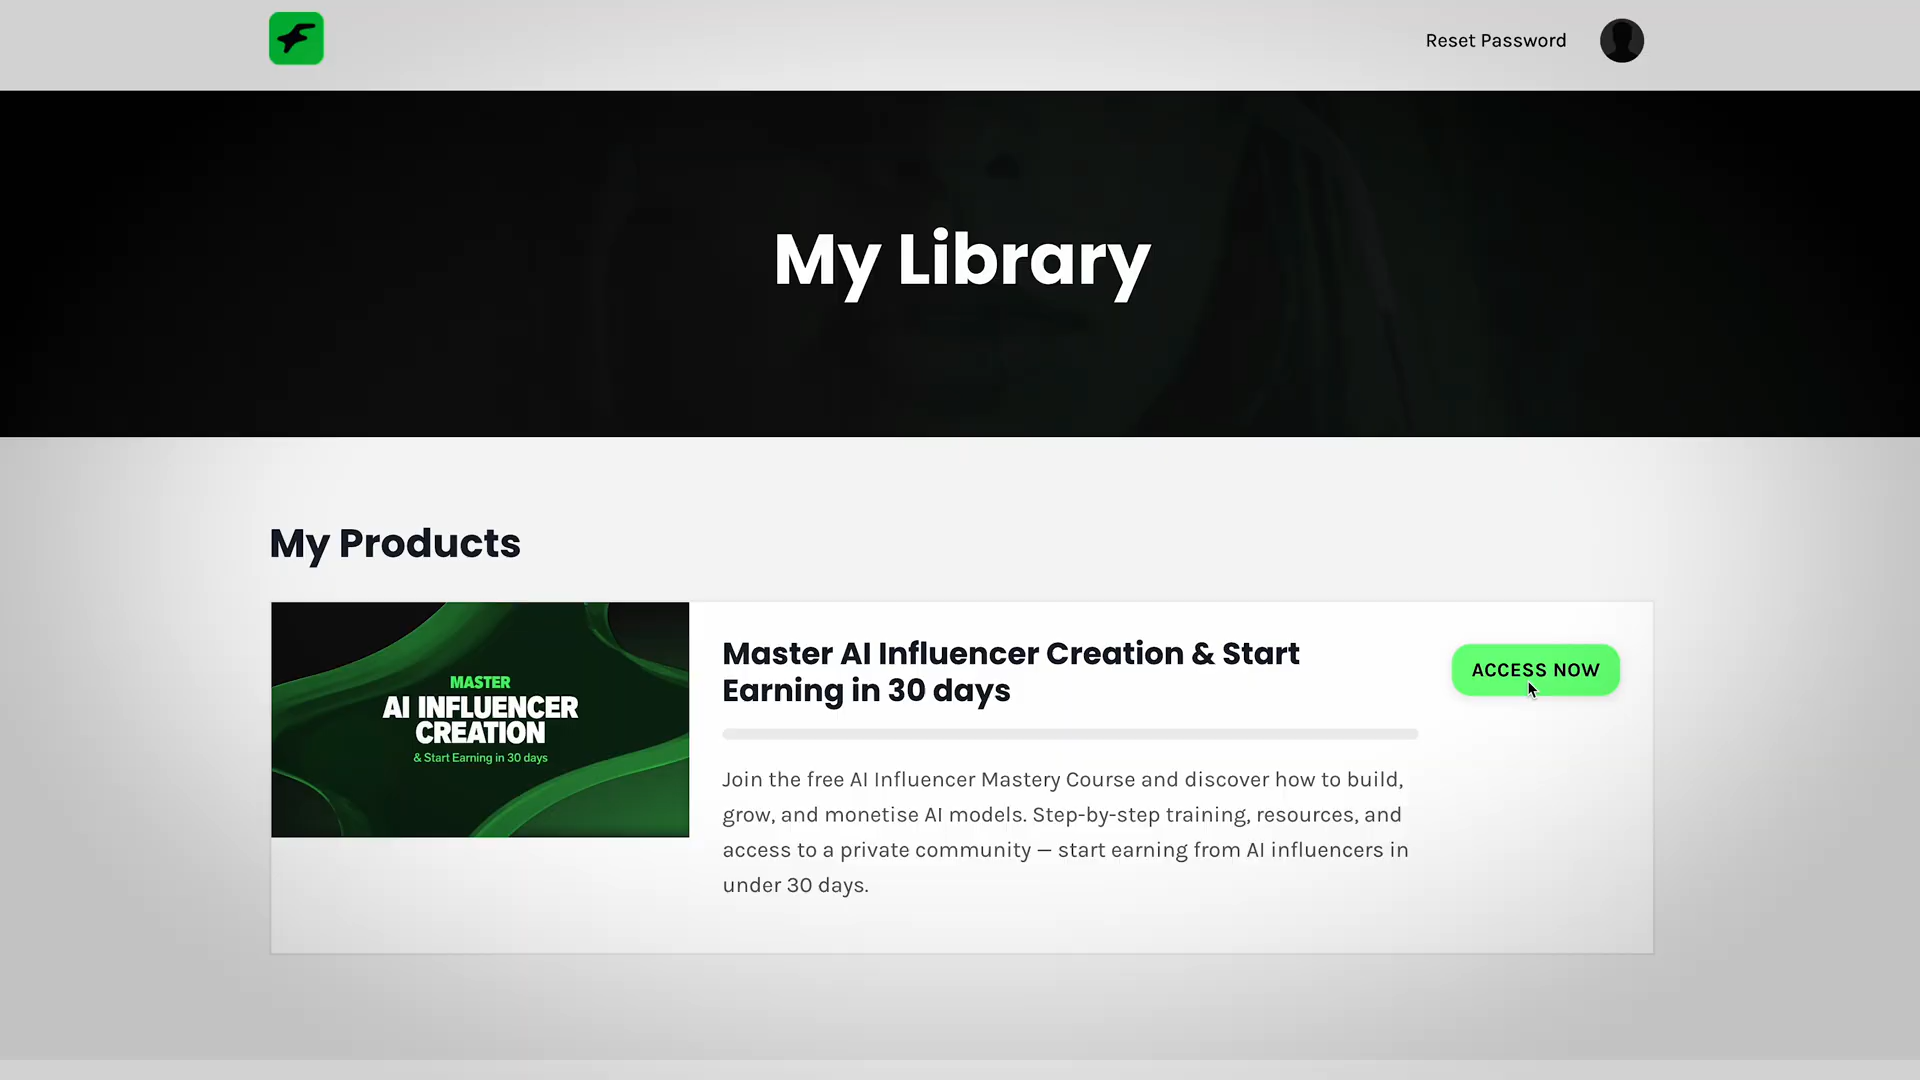 Reset Password
My Library
My Products
MASTER
AI INFLUENCER
CREATION
& Start Earning in 30 days
Master AI Influencer Creation & Start
Earning in 30 days
ACCESS NOW
Join the free AI Influencer Mastery Course and discover how to build,
grow, and monetise AI models. Step-by-step training, resources, and
access to a private community — start earning from AI influencers in
under 30 days.